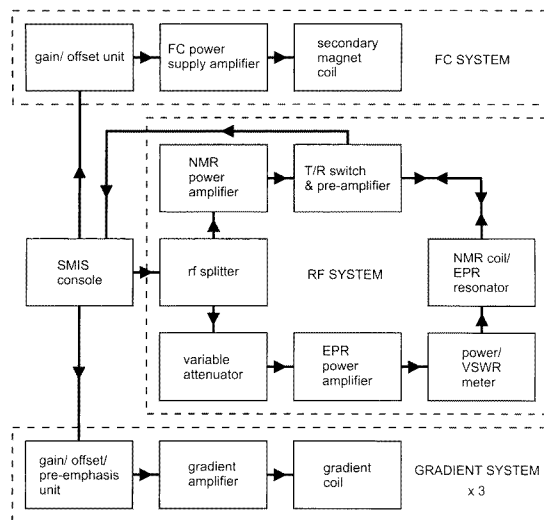 gain/ offset unit
FC power
supply amplifier
secondary
magnet
coil
FC SYSTEM
NMR
power
amplifier
T/R switch
& pre-amplifier
SMIS
console
rf splitter
RF SYSTEM
NMR coil/
EPR
resonator
variable
attenuator
EPR
power
amplifier
power/
VSWR
meter
gain/ offset/
pre-emphasis
unit
gradient
amplifier
gradient
coil
GRADIENT SYSTEM
x 3